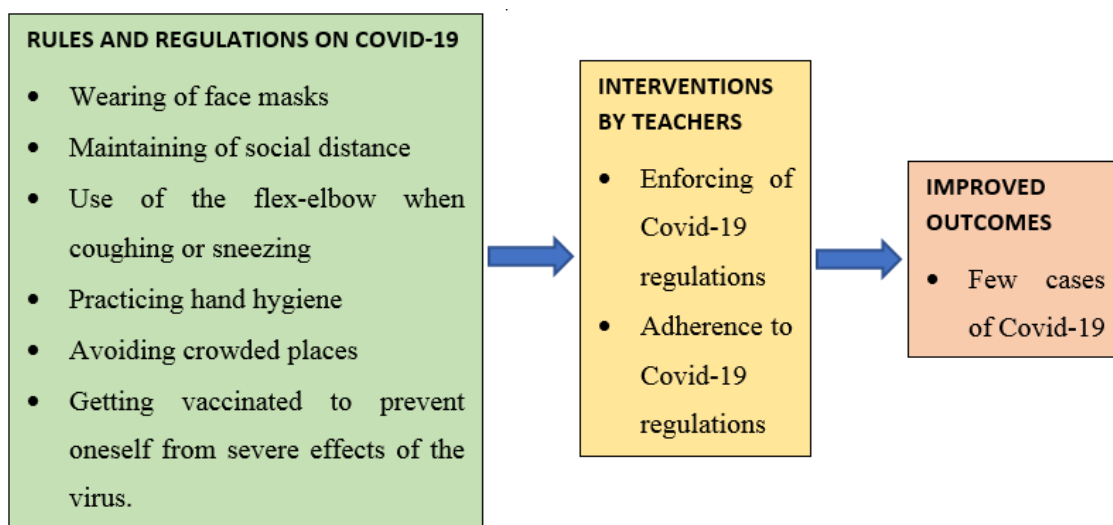 RULES AND REGULATIONS ON COVID-19
• Wearing of face masks
• Maintaining of social distance
• Use of the flex-elbow when
coughing or sneezing
• Practicing hand hygiene
• Avoiding crowded places
• Getting vaccinated to prevent
oneself from severe effects of the
virus.
INTERVENTIONS
BY TEACHERS
• Enforcing of
Covid-19
regulations
• Adherence to
Covid-19
regulations
IMPROVED
OUTCOMES
• Few cases
of Covid-19